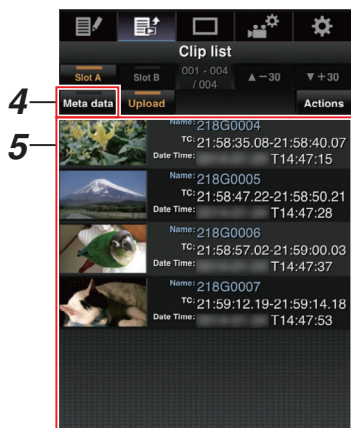 Clip list
Slot A Slot B 001 - 004 / 004 ▲−30 ▼+30
4
Meta data Upload Actions
5
Name: 218G0004
TC: 21:58:35.08-21:58:40.07
Date Time: T14:47:15
Name: 218G0005
TC: 21:58:47.22-21:58:50.21
Date Time: T14:47:28
Name: 218G0006
TC: 21:58:57.02-21:59:00.03
Date Time: T14:47:37
Name: 218G0007
TC: 21:59:12.19-21:59:14.18
Date Time: T14:47:53